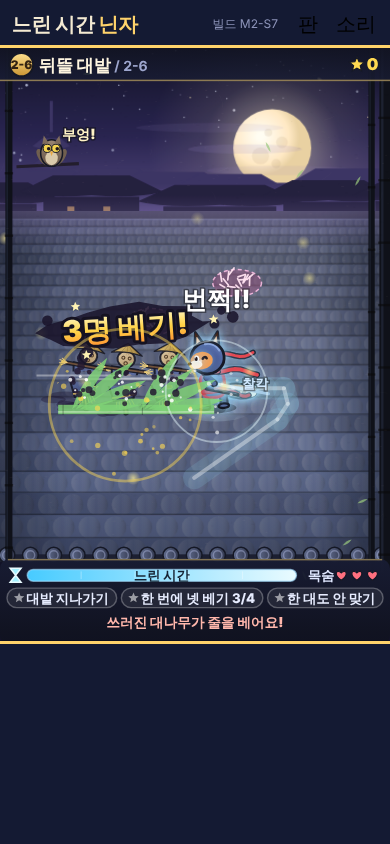 느린 시간 닌자
빌드 M2-S7
판
소리
2-6
뒤뜰 대밭 / 2-6
★ 0
부엉!
번쩍!!
3명 베기!
찰칵
느린 시간
목숨
대발 지나가기
한 번에 넷 베기 3/4
한 대도 안 맞기
쓰러진 대나무가 줄을 베어요!